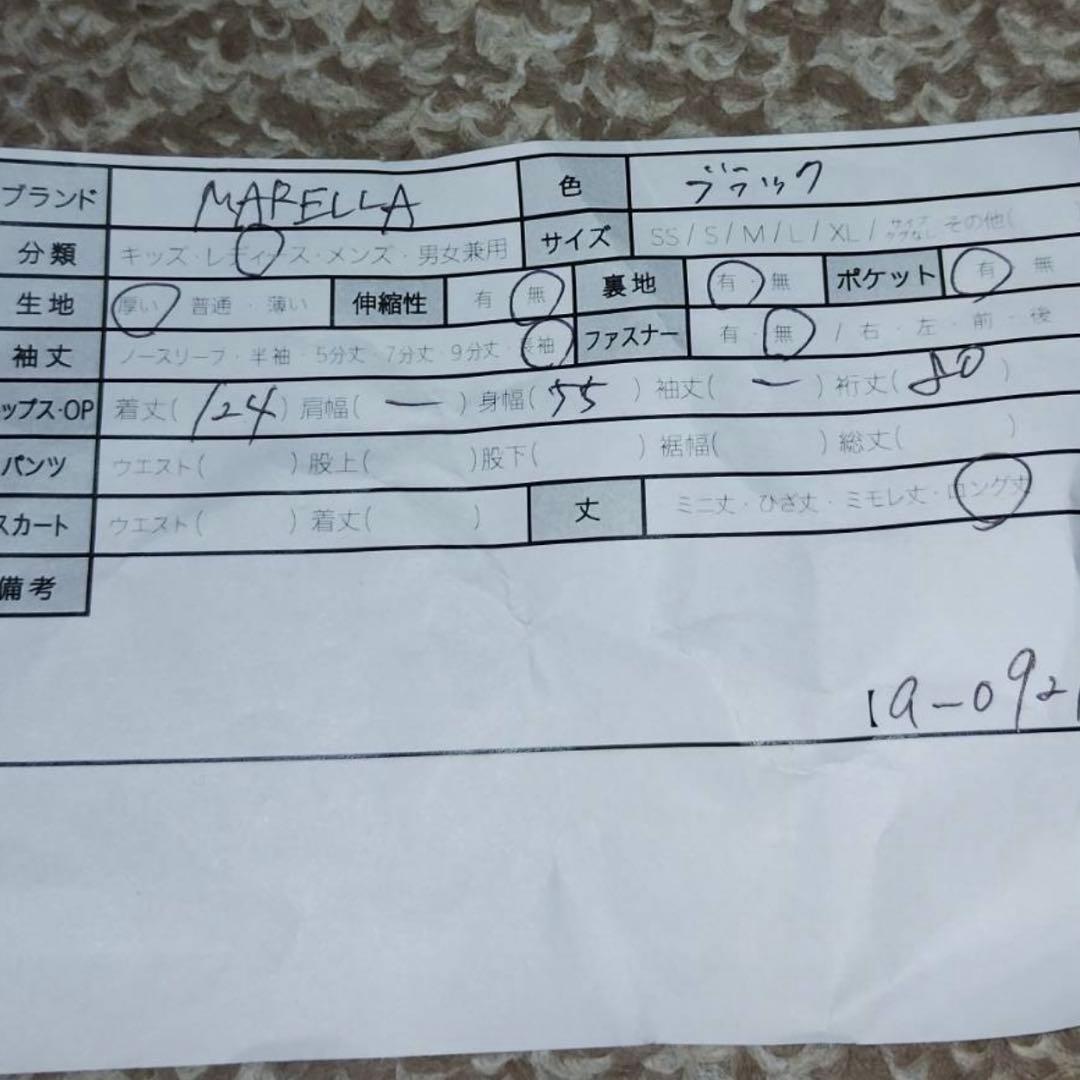 ブランド MARELLA 色 ブラック
分類 キッズ・レディース・メンズ・男女兼用 サイズ SS/S/M/L/XL/サイズタグなし その他(
生地 厚い・普通・薄い 伸縮性 有・無 裏地 有・無 ポケット 有・無
袖丈 ノースリーブ・半袖・5分丈・7分丈・9分丈・長袖 ファスナー 有・無/右・左・前・後
ップス・OP 着丈(124) 肩幅(ー) 身幅(55) 袖丈(ー) 裄丈(80)
パンツ ウエスト( ) 股上( ) 股下( ) 裾幅( ) 総丈( )
スカート ウエスト( ) 着丈( ) 丈 ミニ丈・ひざ丈・ミモレ丈・ロング丈
備考
【a-092